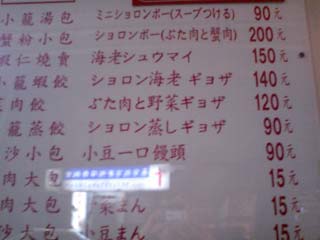 小籠湯包 ミニショロンポー(スープつける) 90元
蟹粉小包 ショロンポー(ぶた肉と蟹肉) 200元
蝦仁燒賣 海老シュウマイ 150元
小籠蝦餃 ショロン海老ギョザ 140元
菜肉餃 ぶた肉と野菜ギョザ 120元
籠蒸餃 ショロン蒸しギョザ 90元
沙小包 小豆一口饅頭 90元
肉大包 15元
肉大包 菜まん 15元
沙大包 小豆まん 15元